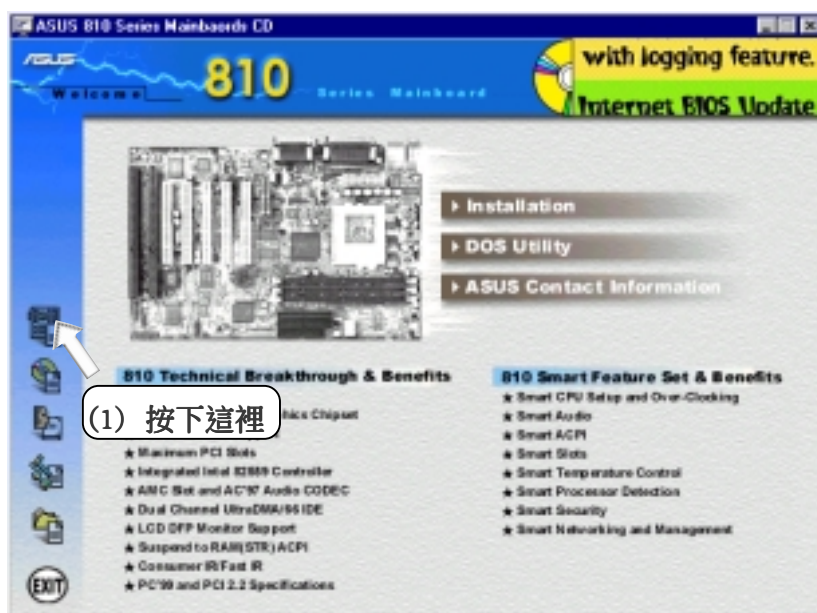 ASUS 810 Series Mainbaords CD
ASUS
Welcome
810
Series Mainboard
with logging feature.
Internet BIOS Update
Installation
DOS Utility
ASUS Contact Information
810 Technical Breakthrough & Benefits
hics Chipset
(1) 按下這裡
★ Maximum PCI Slots
★ Integrated Intel Controller
★ AMC Slot and AC'97 Audio CODEC
★ Dual Channel UltraDMA/66 IDE
★ LCD DFP Monitor Support
★ Suspend to RAM(STR) ACPI
★ Consumer IR/Fast IR
★ PC'99 and PCI 2.2 Specifications
810 Smart Feature Set & Benefits
★ Smart CPU Setup and Over-Clocking
★ Smart Audio
★ Smart ACPI
★ Smart Slots
★ Smart Temperature Control
★ Smart Processor Detection
★ Smart Security
★ Smart Networking and Management
EXIT